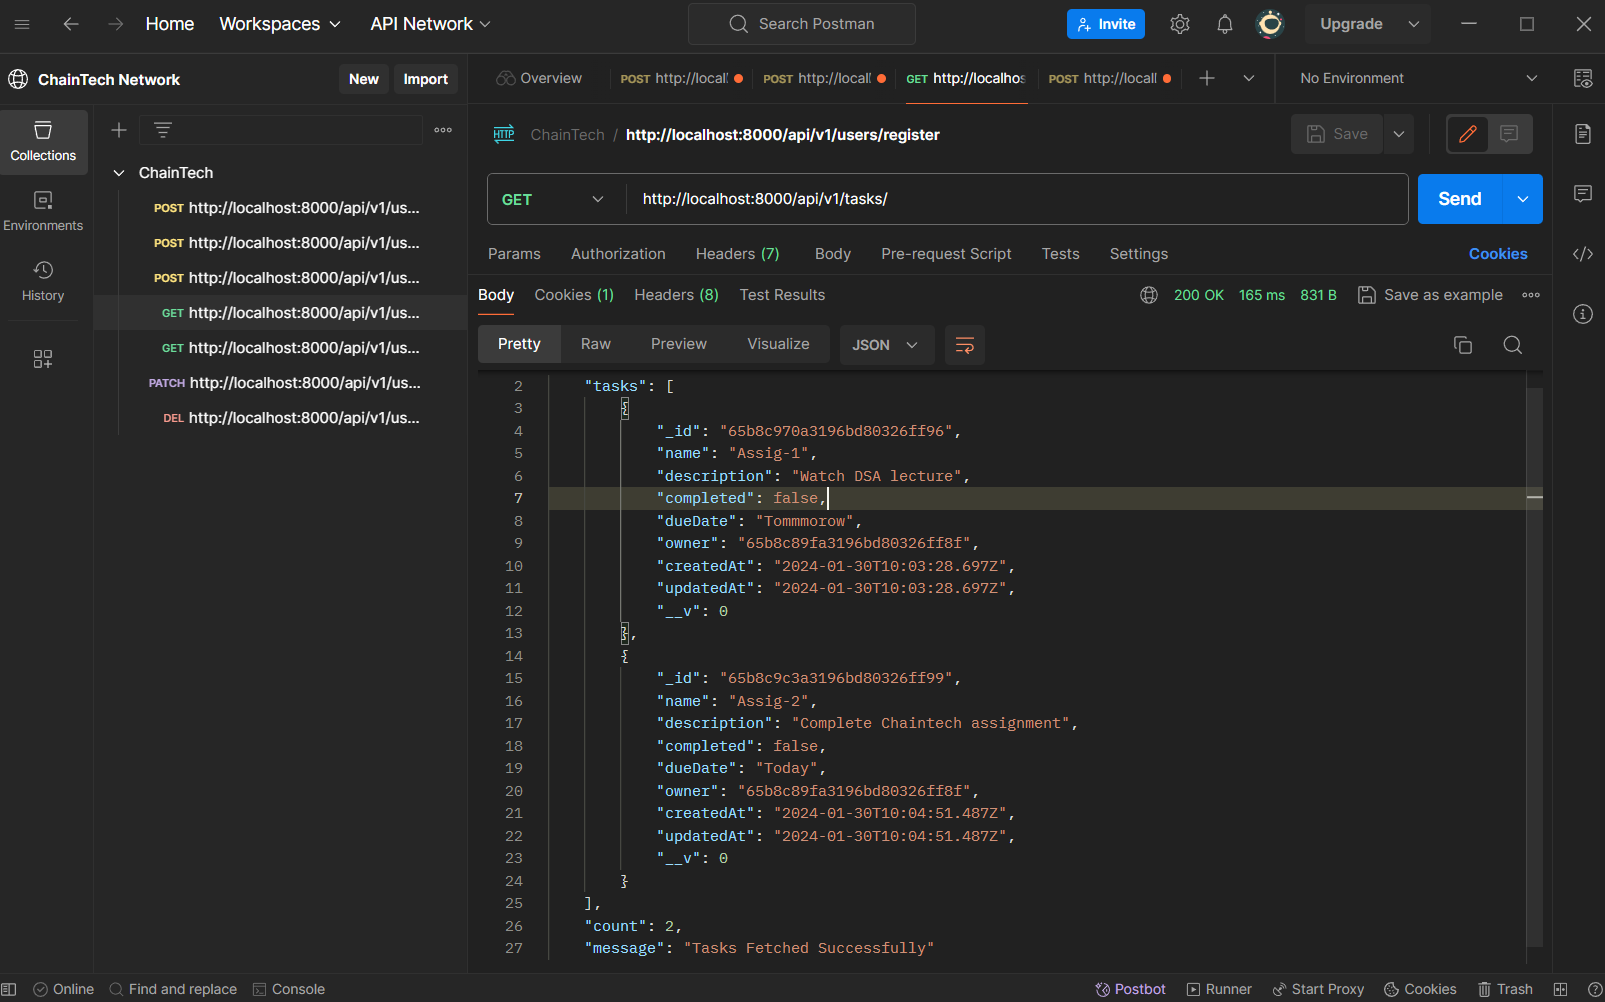 Home Workspaces API Network Search Postman Invite Upgrade
ChainTech Network New Import
Overview POST http://locall POST http://locall GET http://localhos POST http://locall No Environment
Collections
Environments
History
ChainTech
POST http://localhost:8000/api/v1/us...
POST http://localhost:8000/api/v1/us...
POST http://localhost:8000/api/v1/us...
GET http://localhost:8000/api/v1/us...
GET http://localhost:8000/api/v1/us...
PATCH http://localhost:8000/api/v1/us...
DEL http://localhost:8000/api/v1/us...
HTTP ChainTech / http://localhost:8000/api/v1/users/register Save
GET http://localhost:8000/api/v1/tasks/ Send
Params Authorization Headers (7) Body Pre-request Script Tests Settings Cookies
Body Cookies (1) Headers (8) Test Results 200 OK 165 ms 831 B Save as example
Pretty Raw Preview Visualize JSON
2 "tasks": [
3 {
4 "_id": "65b8c970a3196bd80326ff96",
5 "name": "Assig-1",
6 "description": "Watch DSA lecture",
7 "completed": false,
8 "dueDate": "Tommmorow",
9 "owner": "65b8c89fa3196bd80326ff8f",
10 "createdAt": "2024-01-30T10:03:28.697Z",
11 "updatedAt": "2024-01-30T10:03:28.697Z",
12 "__v": 0
13 },
14 {
15 "_id": "65b8c9c3a3196bd80326ff99",
16 "name": "Assig-2",
17 "description": "Complete Chaintech assignment",
18 "completed": false,
19 "dueDate": "Today",
20 "owner": "65b8c89fa3196bd80326ff8f",
21 "createdAt": "2024-01-30T10:04:51.487Z",
22 "updatedAt": "2024-01-30T10:04:51.487Z",
23 "__v": 0
24 }
25 ],
26 "count": 2,
27 "message": "Tasks Fetched Successfully"
Online Find and replace Console Postbot Runner Start Proxy Cookies Trash